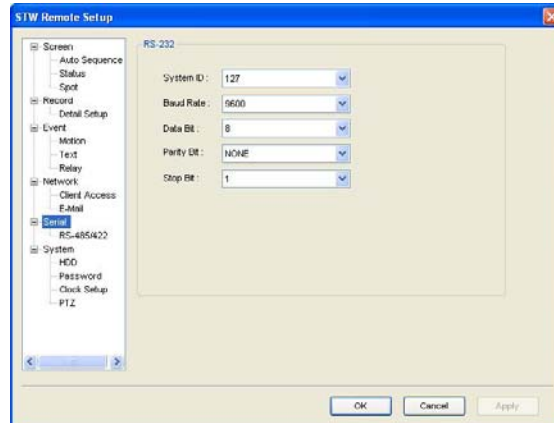 STW Remote Setup
Screen
Auto Sequence
Status
Spot
Record
Detail Setup
Event
Motion
Text
Relay
Network
Client Access
E-Mail
Serial
RS-485/422
System
HDD
Password
Clock Setup
PTZ
RS-232
System ID : 127
Baud Rate : 9600
Data Bit : 8
Parity Bit : NONE
Stop Bit : 1
OK Cancel Apply